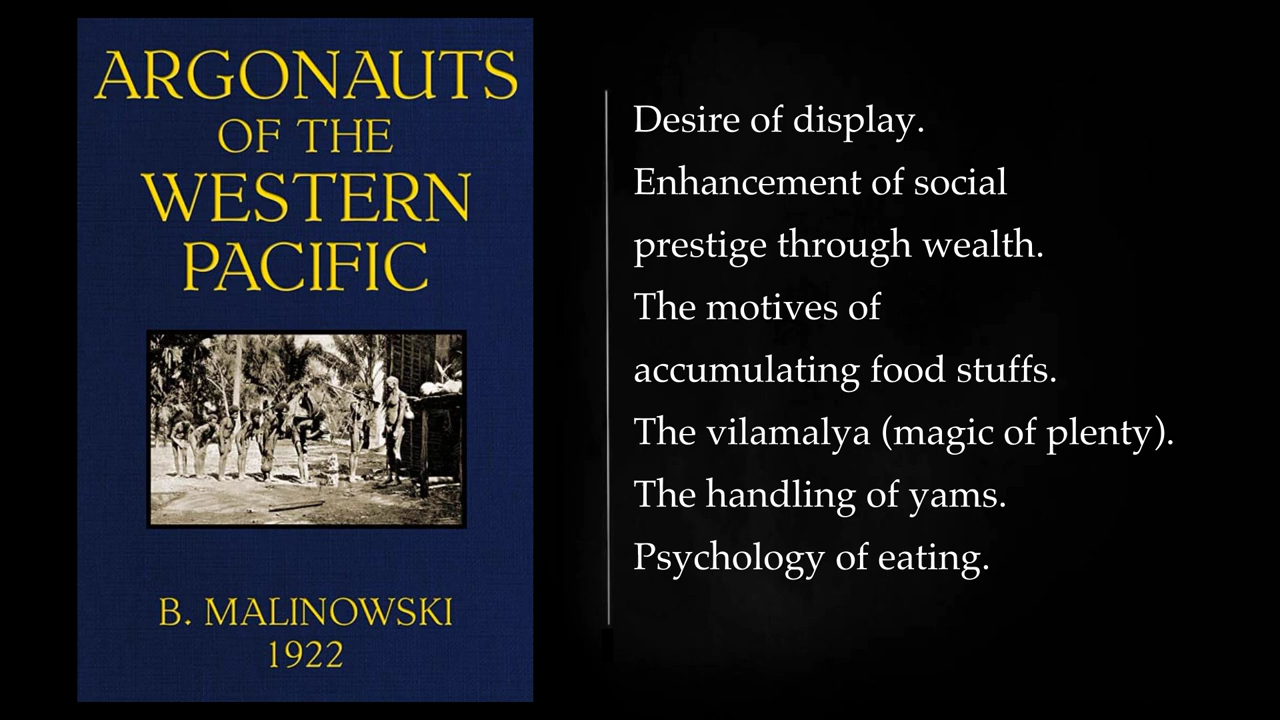 ARGONAUTS
OF THE
WESTERN
PACIFIC
B. MALINOWSKI
1922
Desire of display.
Enhancement of social
prestige through wealth.
The motives of
accumulating food stuffs.
The vilamalya (magic of plenty).
The handling of yams.
Psychology of eating.